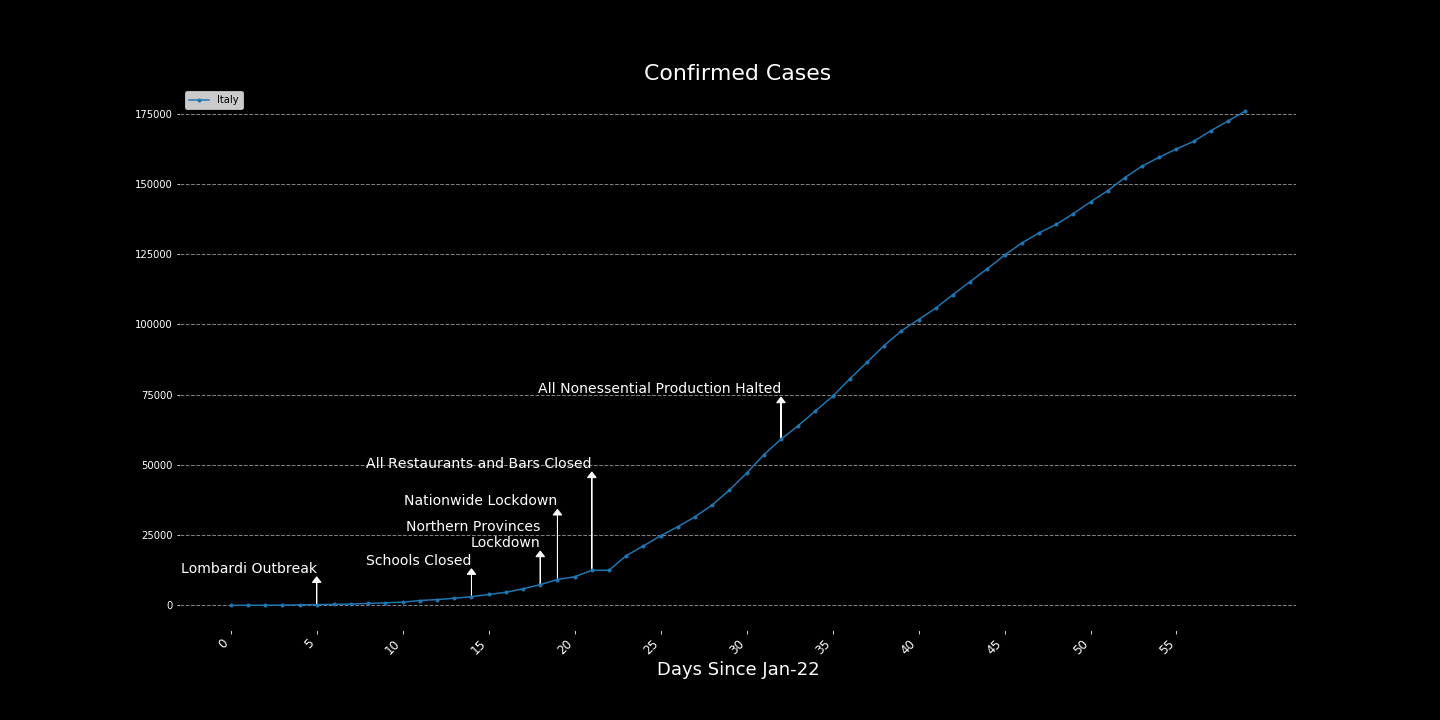 Confirmed Cases
Italy
175000
150000
125000
100000
75000
50000
25000
0
All Nonessential Production Halted
All Restaurants and Bars Closed
Nationwide Lockdown
Northern Provinces
Lockdown
Schools Closed
Lombardi Outbreak
0 5 10 15 20 25 30 35 40 45 50 55
Days Since Jan-22